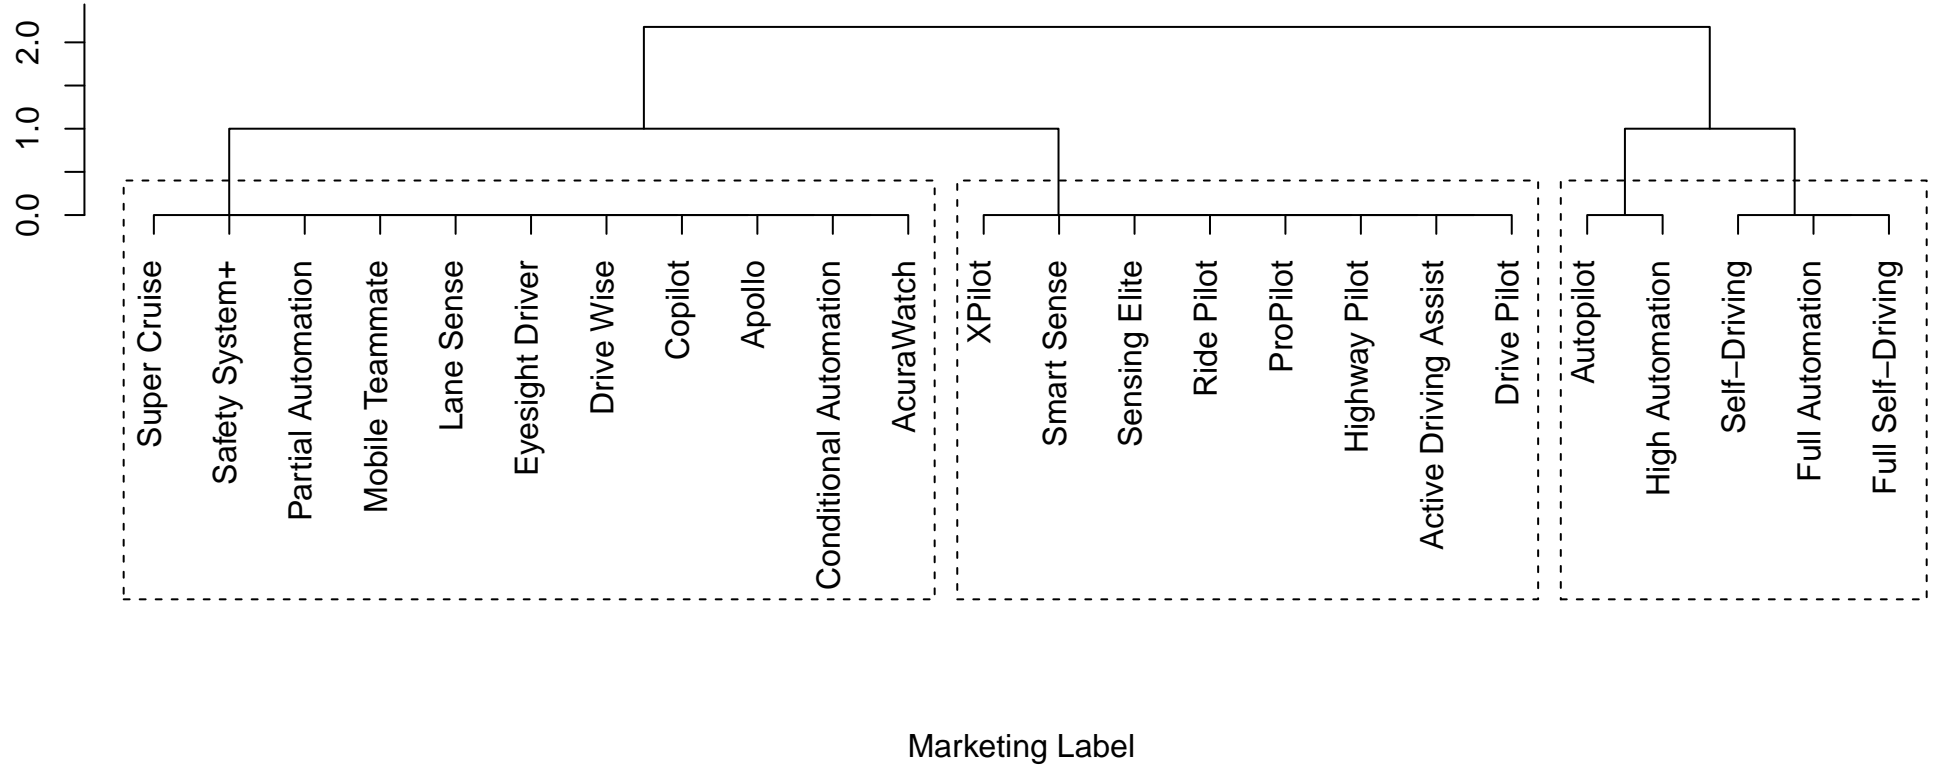 2.0
1.0
0.0
Super Cruise
Safety System+
Partial Automation
Mobile Teammate
Lane Sense
Eyesight Driver
Drive Wise
Copilot
Apollo
Conditional Automation
AcuraWatch
XPilot
Smart Sense
Sensing Elite
Ride Pilot
ProPilot
Highway Pilot
Active Driving Assist
Drive Pilot
Autopilot
High Automation
Self−Driving
Full Automation
Full Self−Driving
Marketing Label